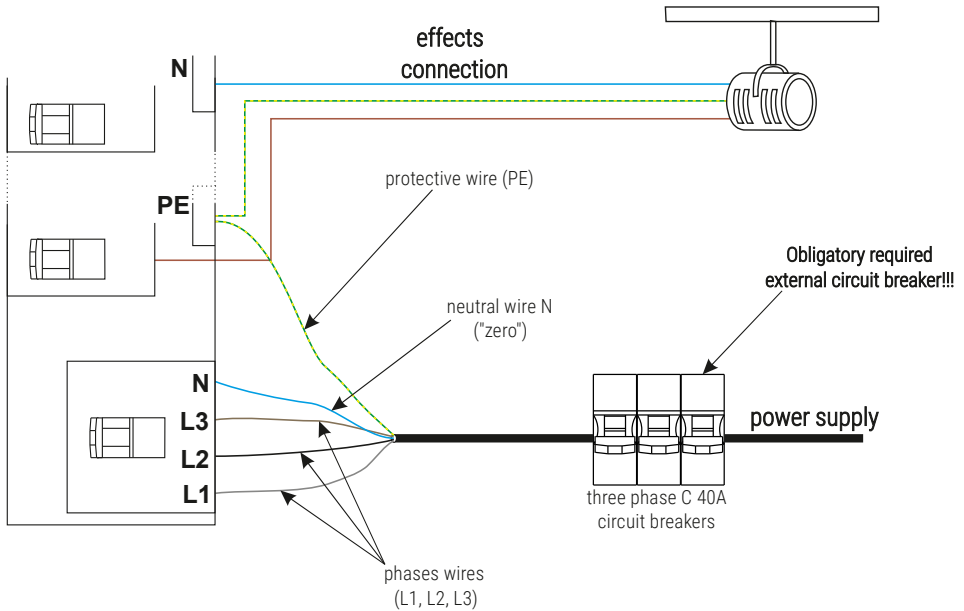 effects
connection
N
protective wire (PE)
PE
Obligatory required
external circuit breaker!!!
neutral wire N
("zero")
N
L3
L2
L1
power supply
three phase C 40A
circuit breakers
phases wires
(L1, L2, L3)